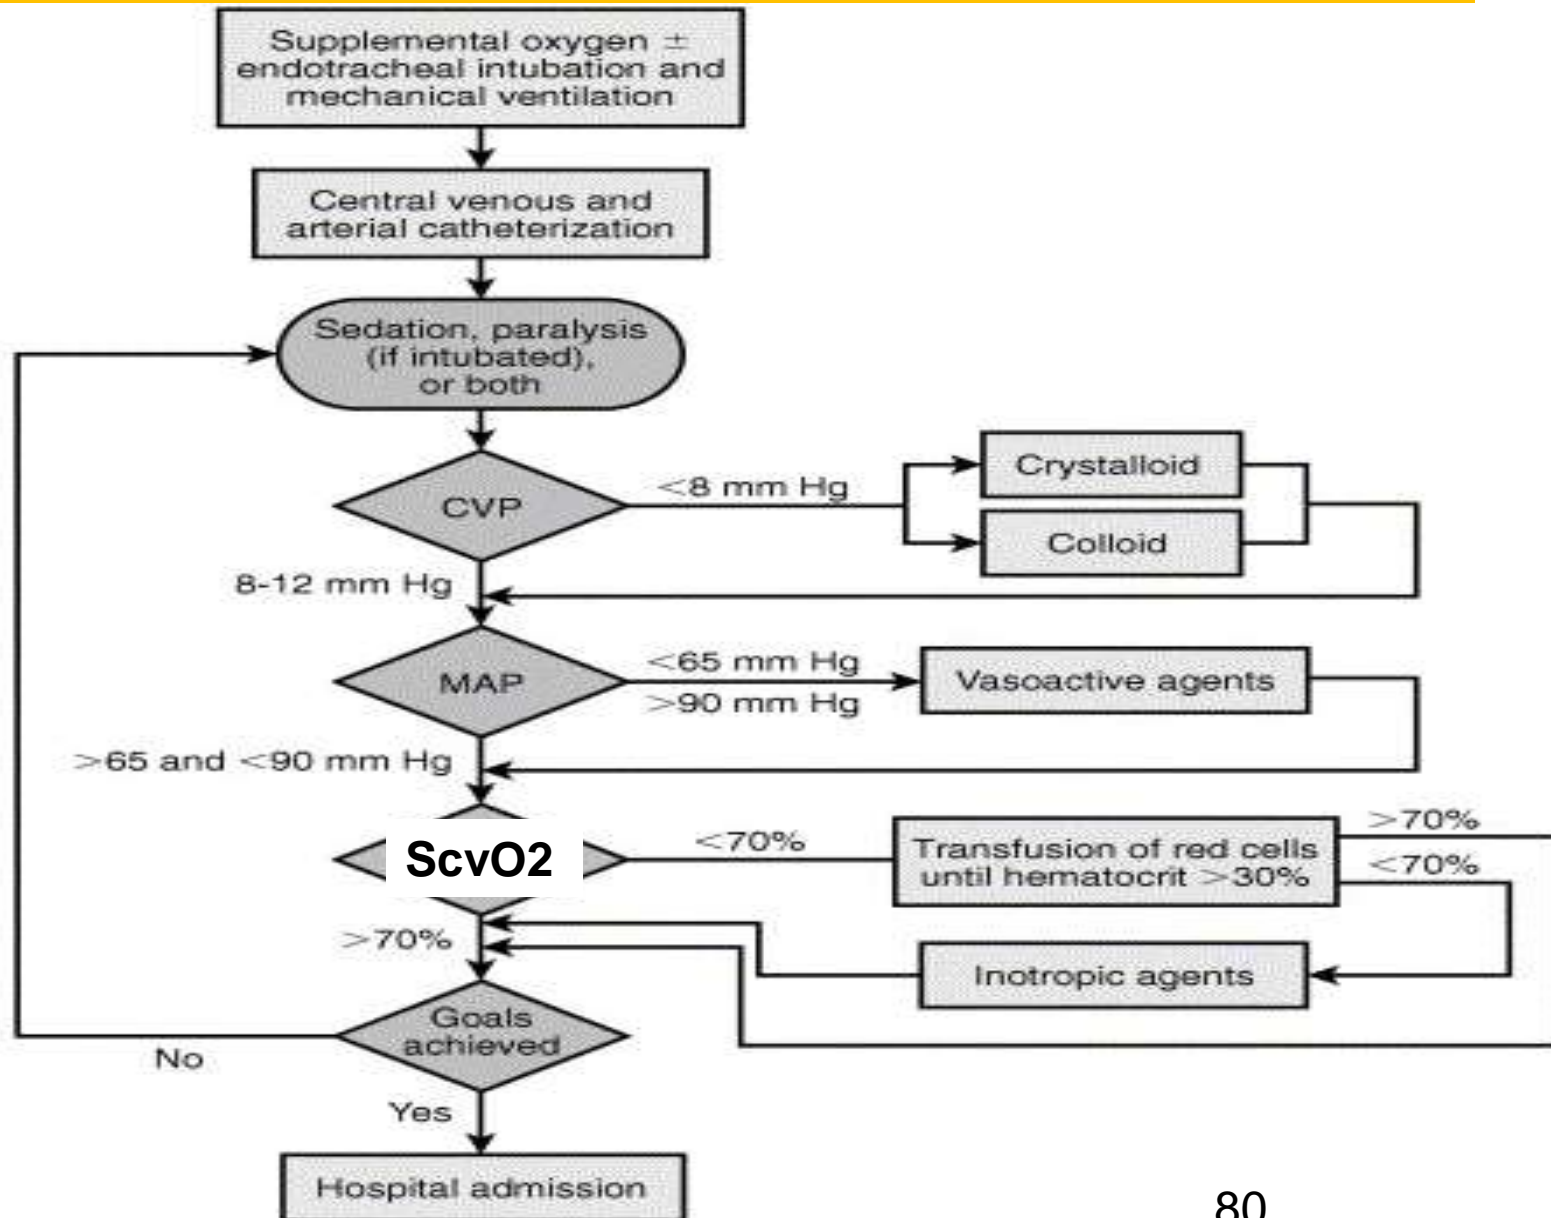 Supplemental oxygen ±
endotracheal intubation and
mechanical ventilation
Central venous and
arterial catheterization
Sedation, paralysis
(if intubated),
or both
CVP
<8 mm Hg
Crystalloid
Colloid
8-12 mm Hg
MAP
<65 mm Hg
>90 mm Hg
Vasoactive agents
>65 and <90 mm Hg
ScvO2
<70%
Transfusion of red cells
until hematocrit >30%
>70%
<70%
>70%
Inotropic agents
Goals
achieved
No
Yes
Hospital admission
80